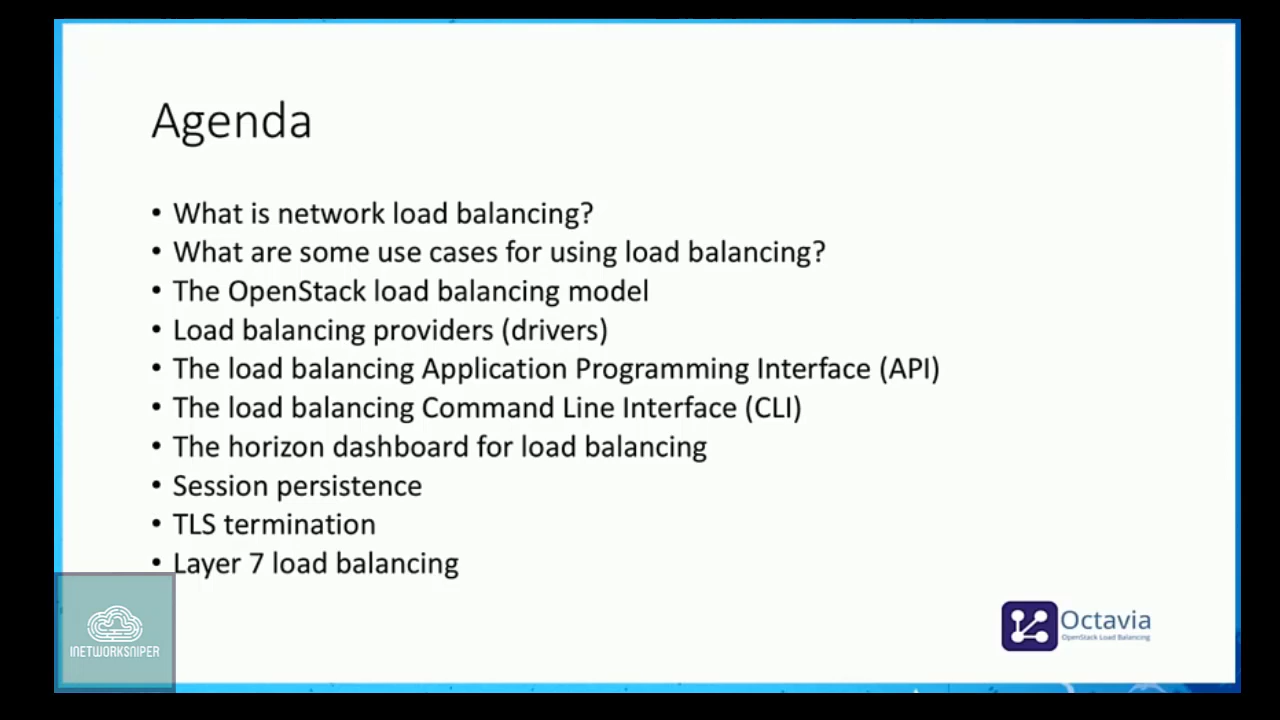 Agenda
• What is network load balancing?
• What are some use cases for using load balancing?
• The OpenStack load balancing model
• Load balancing providers (drivers)
• The load balancing Application Programming Interface (API)
• The load balancing Command Line Interface (CLI)
• The horizon dashboard for load balancing
• Session persistence
• TLS termination
• Layer 7 load balancing
INETWORKSNIPER
Octavia
OpenStack Load Balancing